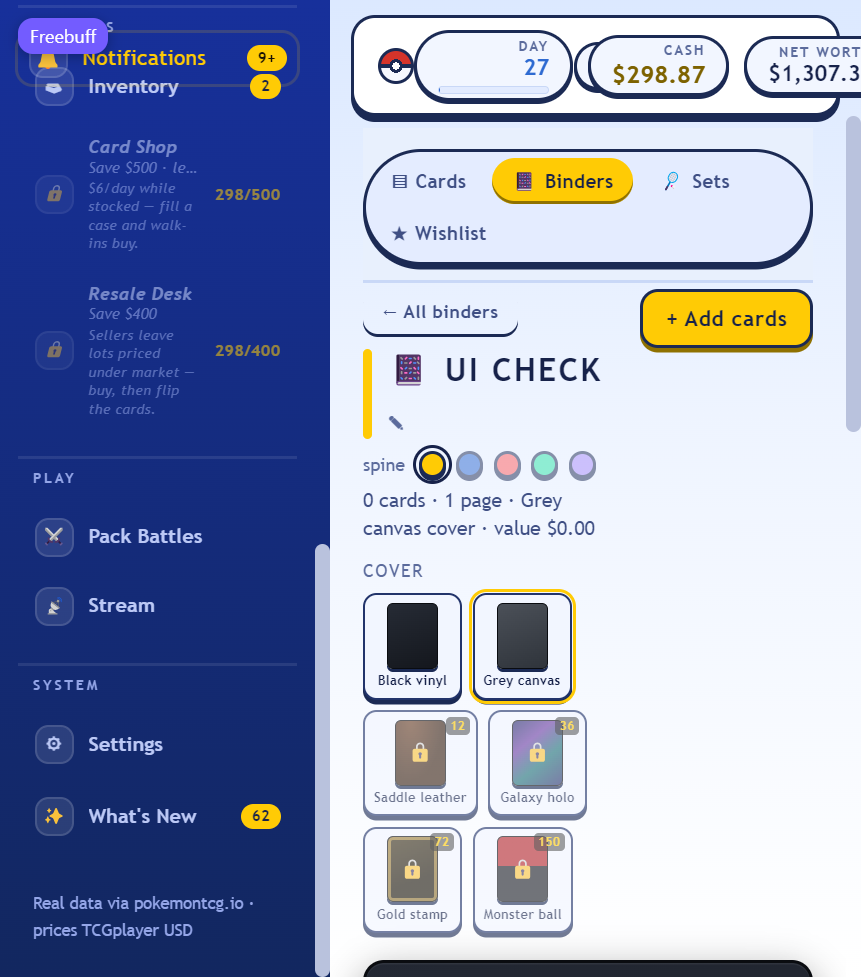 Freebuff
S
Notifications 9+
Inventory 2
Card Shop
Save $500 · le…
$6/day while
stocked — fill a
case and walk-
ins buy.
298/500
Resale Desk
Save $400
Sellers leave
lots priced
under market —
buy, then flip
the cards.
298/400
PLAY
Pack Battles
Stream
SYSTEM
Settings
What's New 62
Real data via pokemontcg.io ·
prices TCGplayer USD
DAY
27
CASH
$298.87
NET WORT
$1,307.3
Cards
Binders
Sets
★ Wishlist
← All binders
+ Add cards
UI CHECK
spine
0 cards · 1 page · Grey
canvas cover · value $0.00
COVER
Black vinyl
Grey canvas
12
Saddle leather
36
Galaxy holo
72
Gold stamp
150
Monster ball